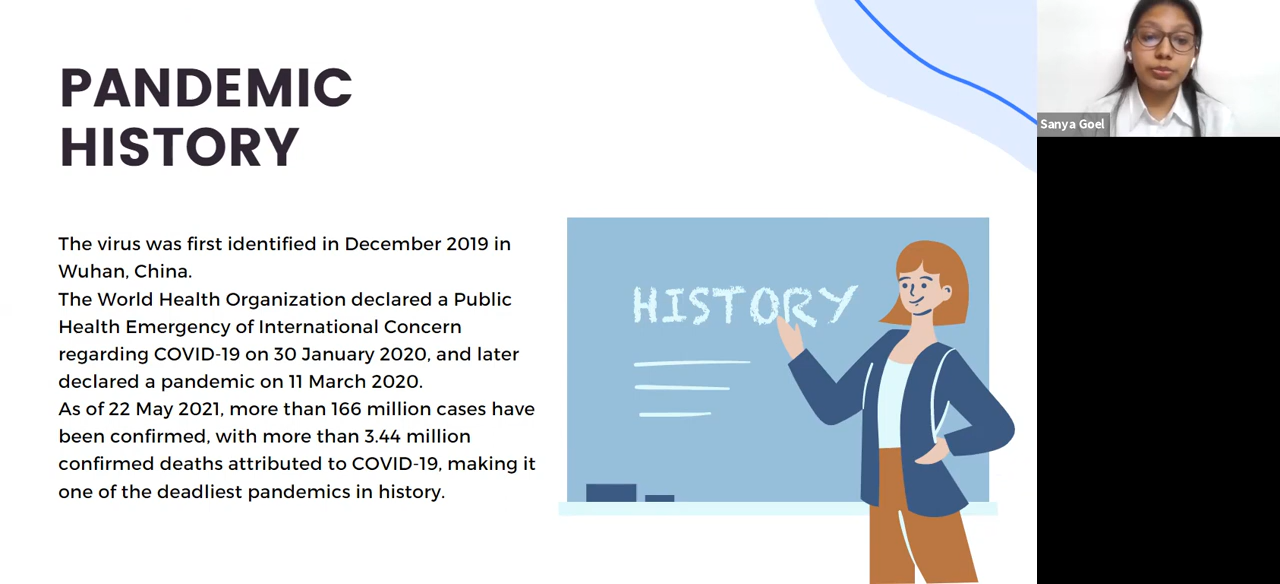 PANDEMIC
HISTORY
The virus was first identified in December 2019 in
Wuhan, China.
The World Health Organization declared a Public
Health Emergency of International Concern
regarding COVID-19 on 30 January 2020, and later
declared a pandemic on 11 March 2020.
As of 22 May 2021, more than 166 million cases have
been confirmed, with more than 3.44 million
confirmed deaths attributed to COVID-19, making it
one of the deadliest pandemics in history.
HISTORY
Sanya Goel